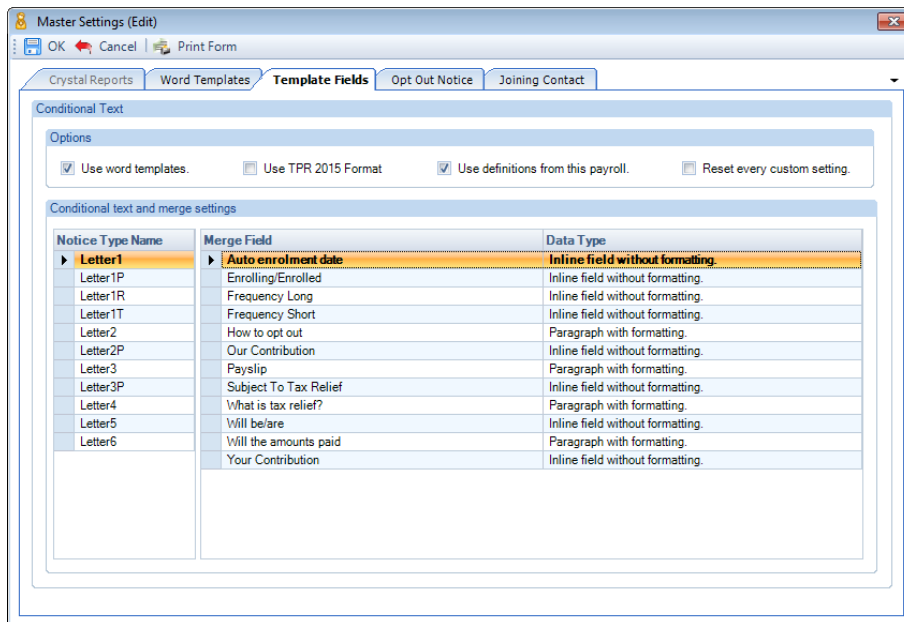 Master Settings (Edit)
OK Cancel Print Form
Crystal Reports Word Templates Template Fields Opt Out Notice Joining Contact
Conditional Text
Options
Use word templates. Use TPR 2015 Format Use definitions from this payroll. Reset every custom setting.
Conditional text and merge settings
Notice Type Name Merge Field Data Type
Letter1 Auto enrolment date Inline field without formatting.
Letter1P Enrolling/Enrolled Inline field without formatting.
Letter1R Frequency Long Inline field without formatting.
Letter1T Frequency Short Inline field without formatting.
Letter2 How to opt out Paragraph with formatting.
Letter2P Our Contribution Inline field without formatting.
Letter3 Payslip Paragraph with formatting.
Letter3P Subject To Tax Relief Inline field without formatting.
Letter4 What is tax relief? Paragraph with formatting.
Letter5 Will be/are Inline field without formatting.
Letter6 Will the amounts paid Paragraph with formatting.
Your Contribution Inline field without formatting.